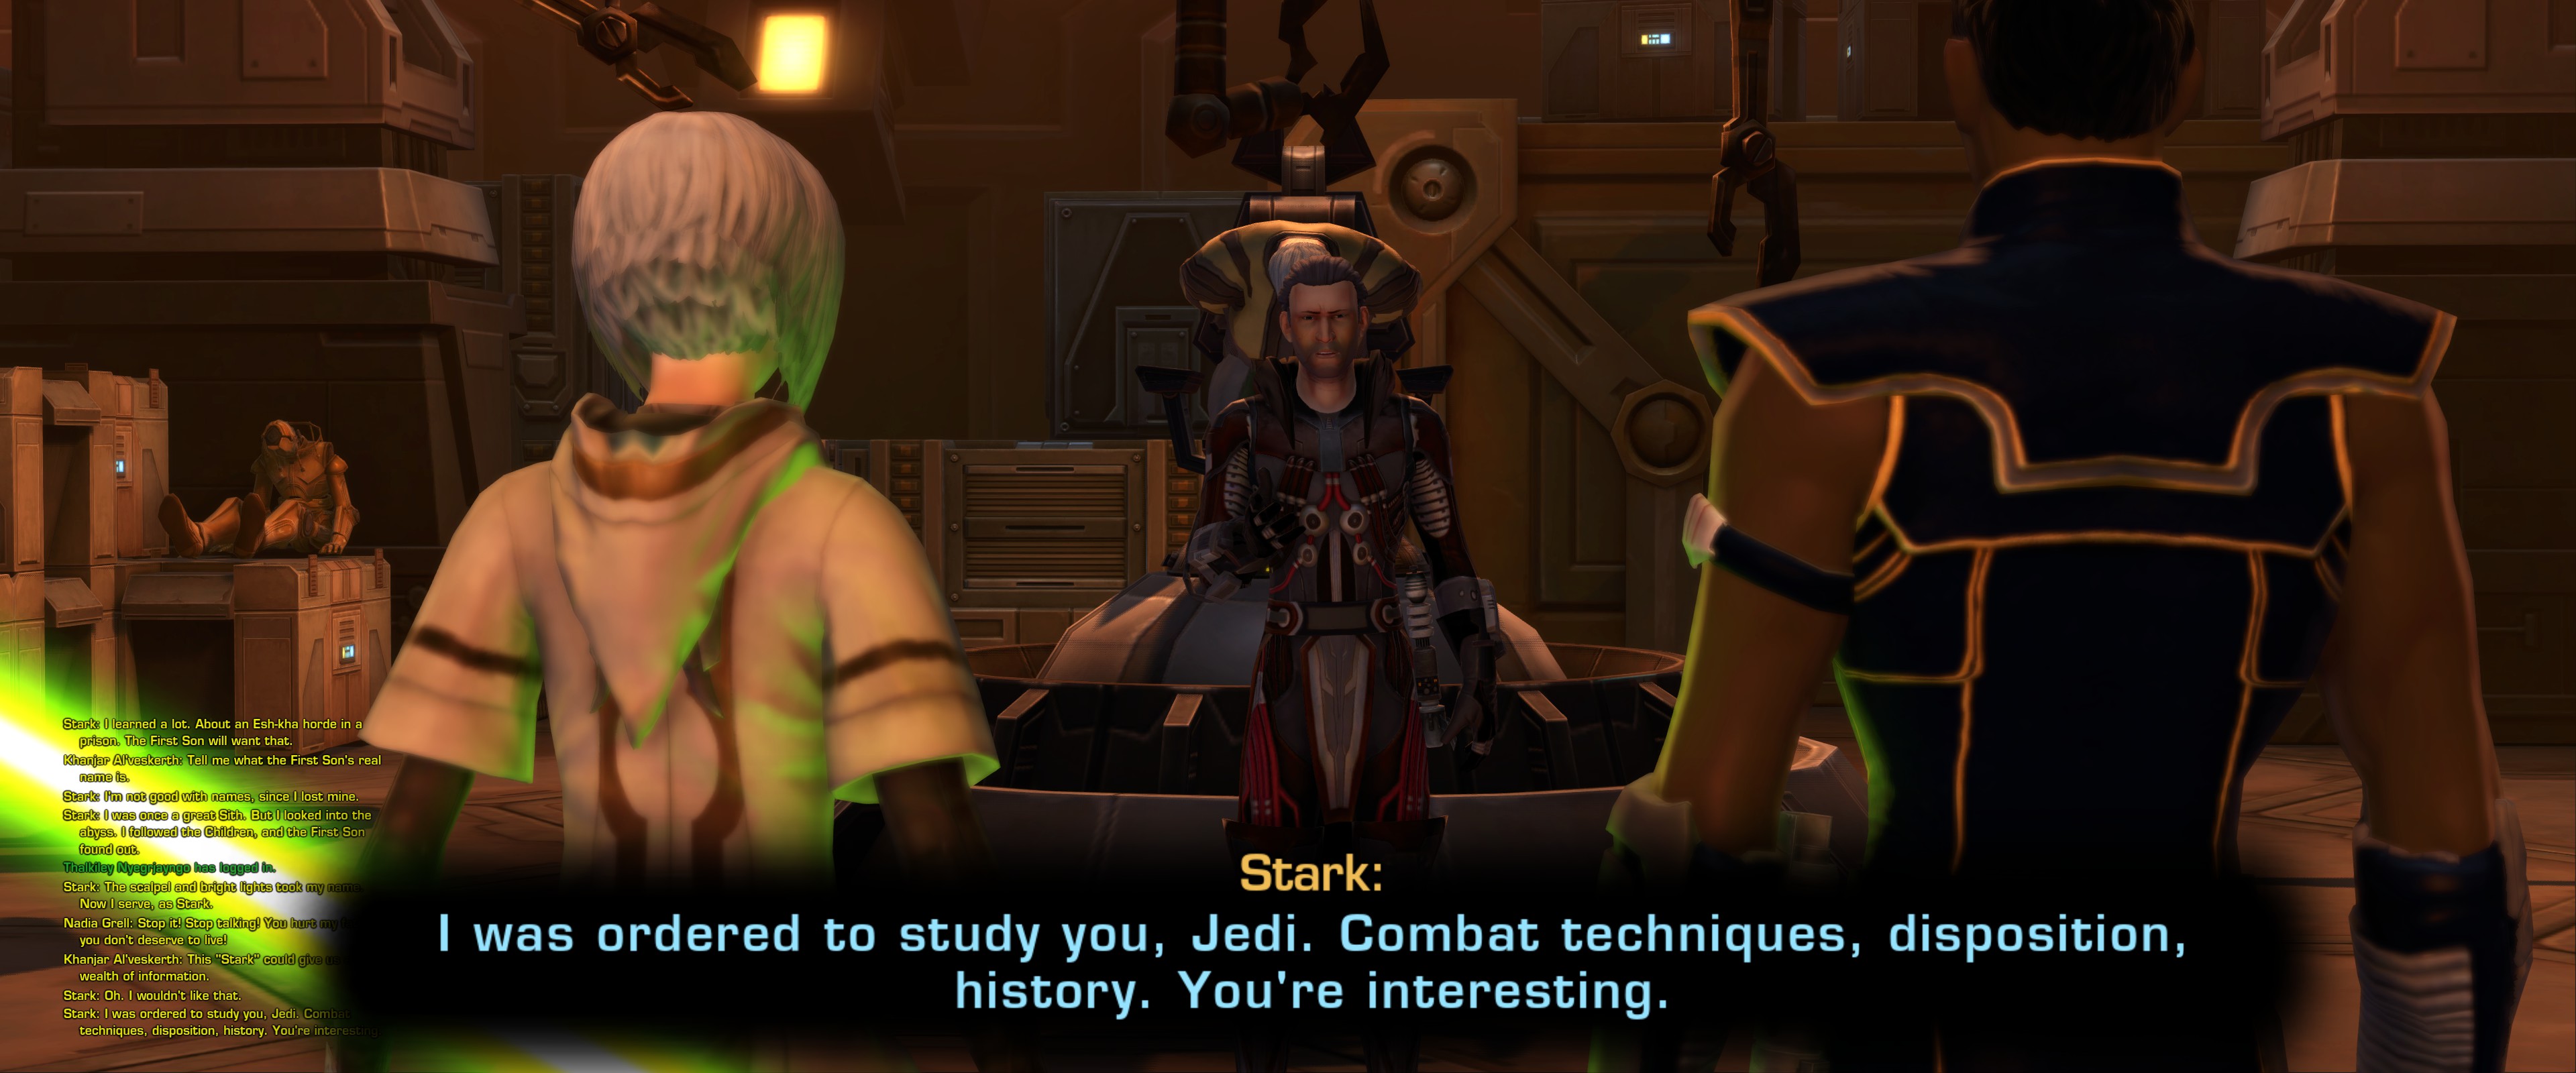 Stark: I learned a lot. About an Esh-kha horde in a
prison. The First Son will want that.
Khanjar Al'veskerth: Tell me what the First Son's real
name is.
Stark: I'm not good with names, since I lost mine.
Stark: I was once a great Sith. But I looked into the
abyss. I followed the Children, and the First Son
found out.
Thalkiley Nyegrjayngo has logged in.
Stark: The scalpel and bright lights took my name.
Now I serve, as Stark.
Nadia Grell: Stop it! Stop talking! You hurt my
you don't deserve to live!
Khanjar Al'veskerth: This "Stark" could give us
wealth of information.
Stark: Oh. I wouldn't like that.
Stark: I was ordered to study you, Jedi. Combat
techniques, disposition, history. You're interesting.
Stark:
I was ordered to study you, Jedi. Combat techniques, disposition,
history. You're interesting.